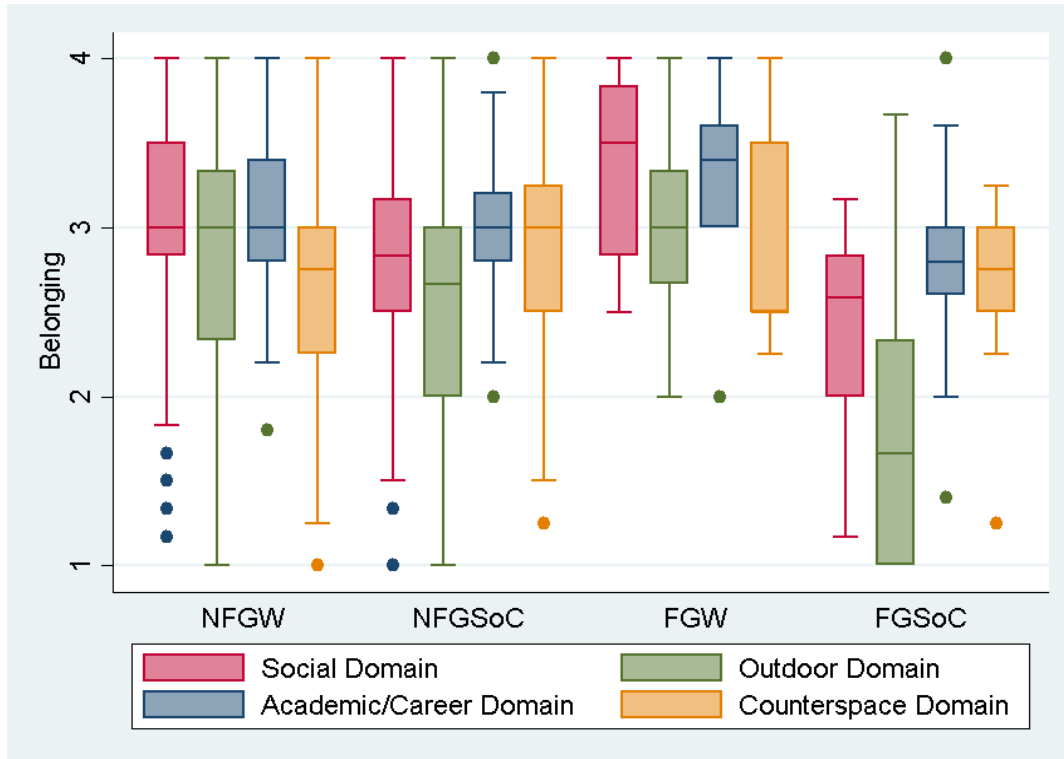 4
3
2
1
Belonging
NFGW NFGSoC FGW FGSoC
Social Domain Outdoor Domain
Academic/Career Domain Counterspace Domain